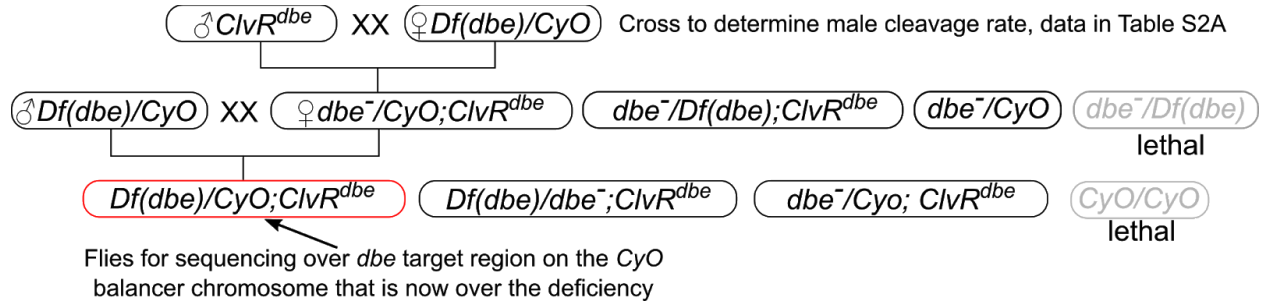 ♂ClvR^dbe XX ♀Df(dbe)/CyO Cross to determine male cleavage rate, data in Table S2A
♂Df(dbe)/CyO XX ♀dbe⁻/CyO;ClvR^dbe dbe⁻/Df(dbe);ClvR^dbe dbe⁻/CyO dbe⁻/Df(dbe)
lethal
Df(dbe)/CyO;ClvR^dbe Df(dbe)/dbe⁻;ClvR^dbe dbe⁻/Cyo; ClvR^dbe CyO/CyO
lethal
Flies for sequencing over dbe target region on the CyO
balancer chromosome that is now over the deficiency